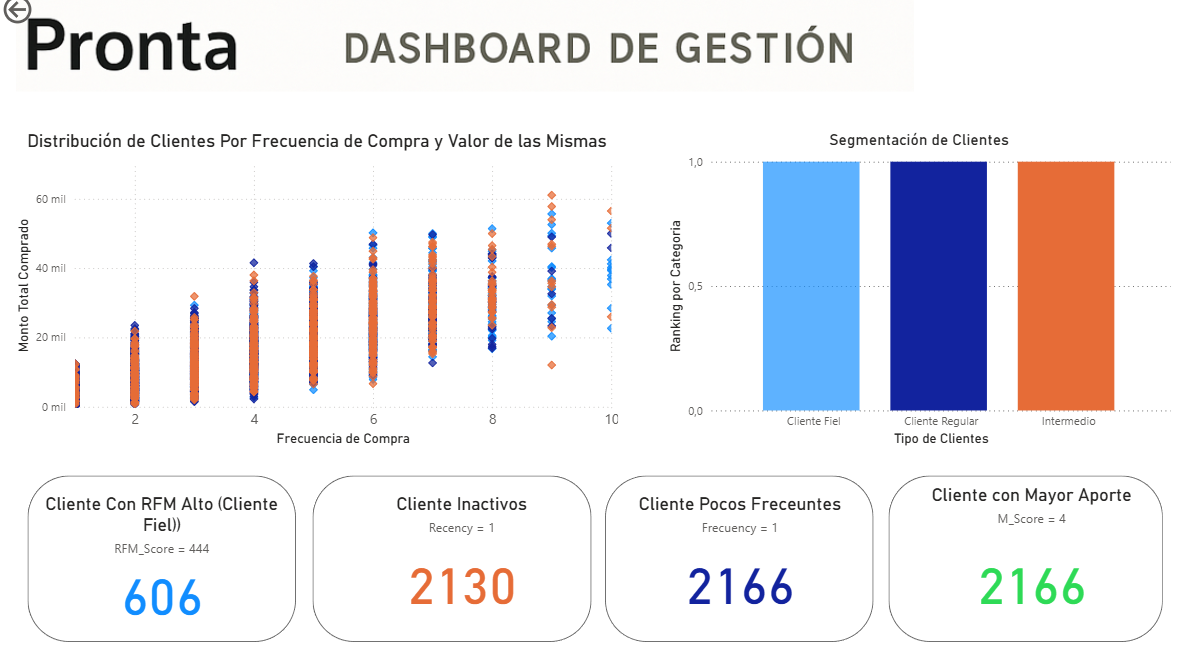 Pronta
DASHBOARD DE GESTIÓN
Distribución de Clientes Por Frecuencia de Compra y Valor de las Mismas
Monto Total Comprado
60 mil
40 mil
20 mil
0 mil
2
4
6
8
10
Frecuencia de Compra
Segmentación de Clientes
Ranking por Categoria
1,0
0,5
0,0
Cliente Fiel
Cliente Regular
Intermedio
Tipo de Clientes
Cliente Con RFM Alto (Cliente
Fiel))
RFM_Score = 444
606
Cliente Inactivos
Recency = 1
2130
Cliente Pocos Freceuntes
Frecuency = 1
2166
Cliente con Mayor Aporte
M_Score = 4
2166